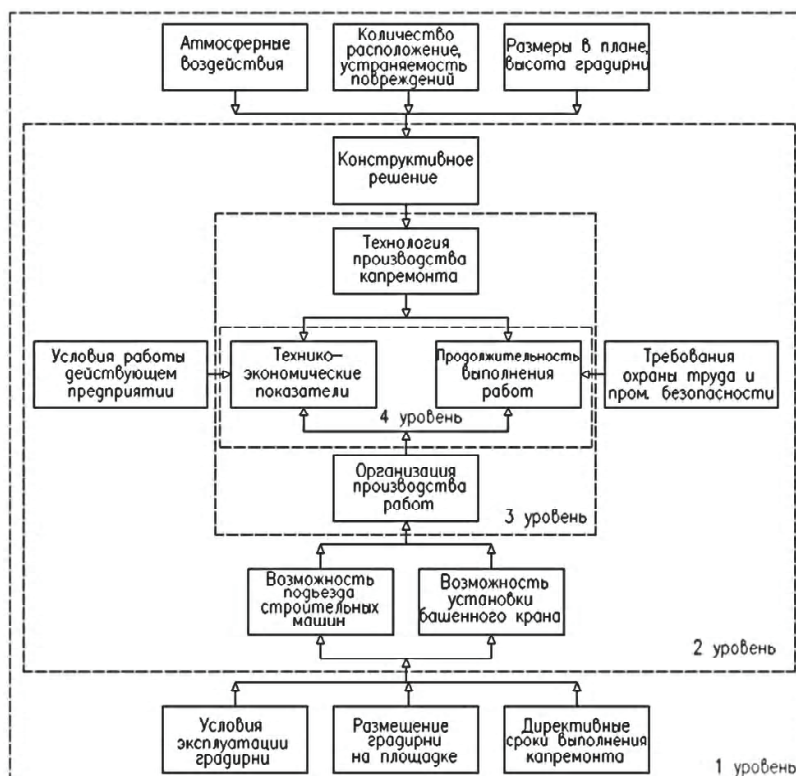 Атмосферные
воздействия
Количество
расположение,
устраняемость
повреждений
Размеры в плане,
высота градирни
Конструктивное
решение
Технология
производства
капремонта
Условия работы
действующем
предприятии
Технико-
экономические
показатели
Продолжительность
выполнения
работ
Требования
охраны труда и
пром. безопасности
4 уровень
Организация
производства
работ
3 уровень
Возможность
подьезда
строительных
машин
Возможность
установки
башенного крана
2 уровень
Условия
эксплуатации
градирни
Размещение
градирни
на площадке
Директивные
сроки выполнения
капремонта
1 уровень